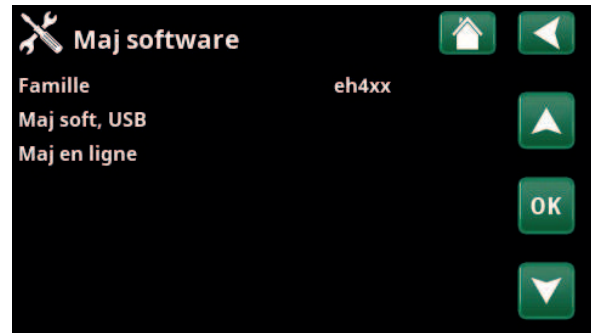 Maj software
Famille eh4xx
Maj soft, USB
Maj en ligne
OK